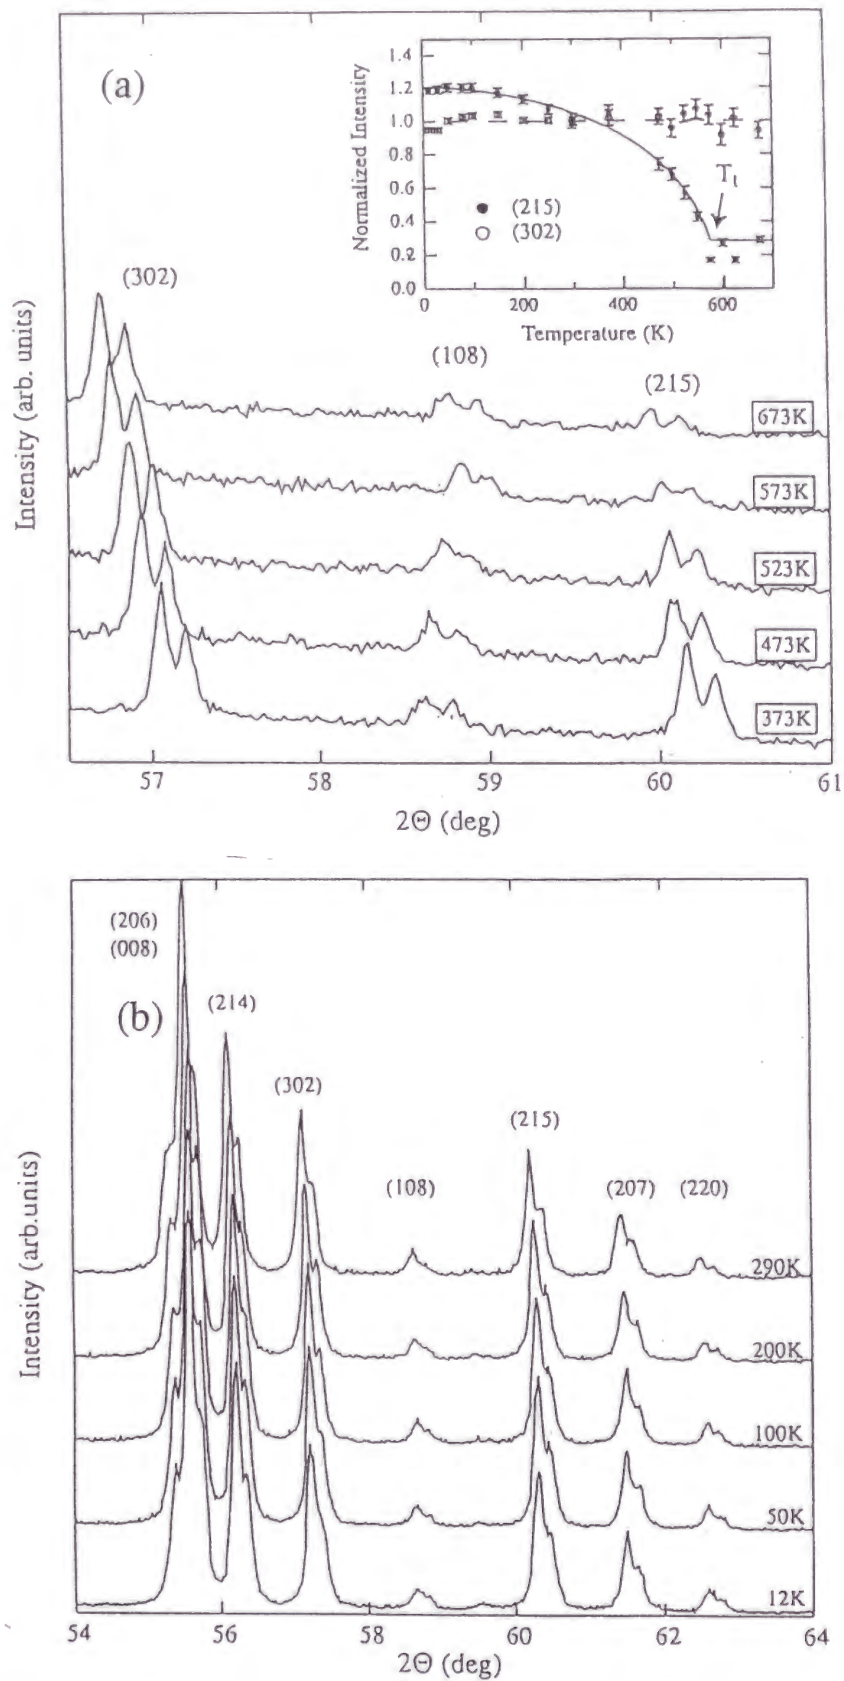 (a)
Normalized Intensity
1.4
1.2
1.0
0.8
0.6
0.4
0.2
0.0
(215)
(302)
T1
0
200
400
600
Temperature (K)
(302)
(108)
(215)
673K
573K
523K
473K
373K
Intensity (arb. units)
57
58
59
60
61
2Θ (deg)
(206)
(008)
(b)
(214)
(302)
(108)
(215)
(207)
(220)
290K
200K
100K
50K
12K
Intensity (arb.units)
54
56
58
60
62
64
2Θ (deg)